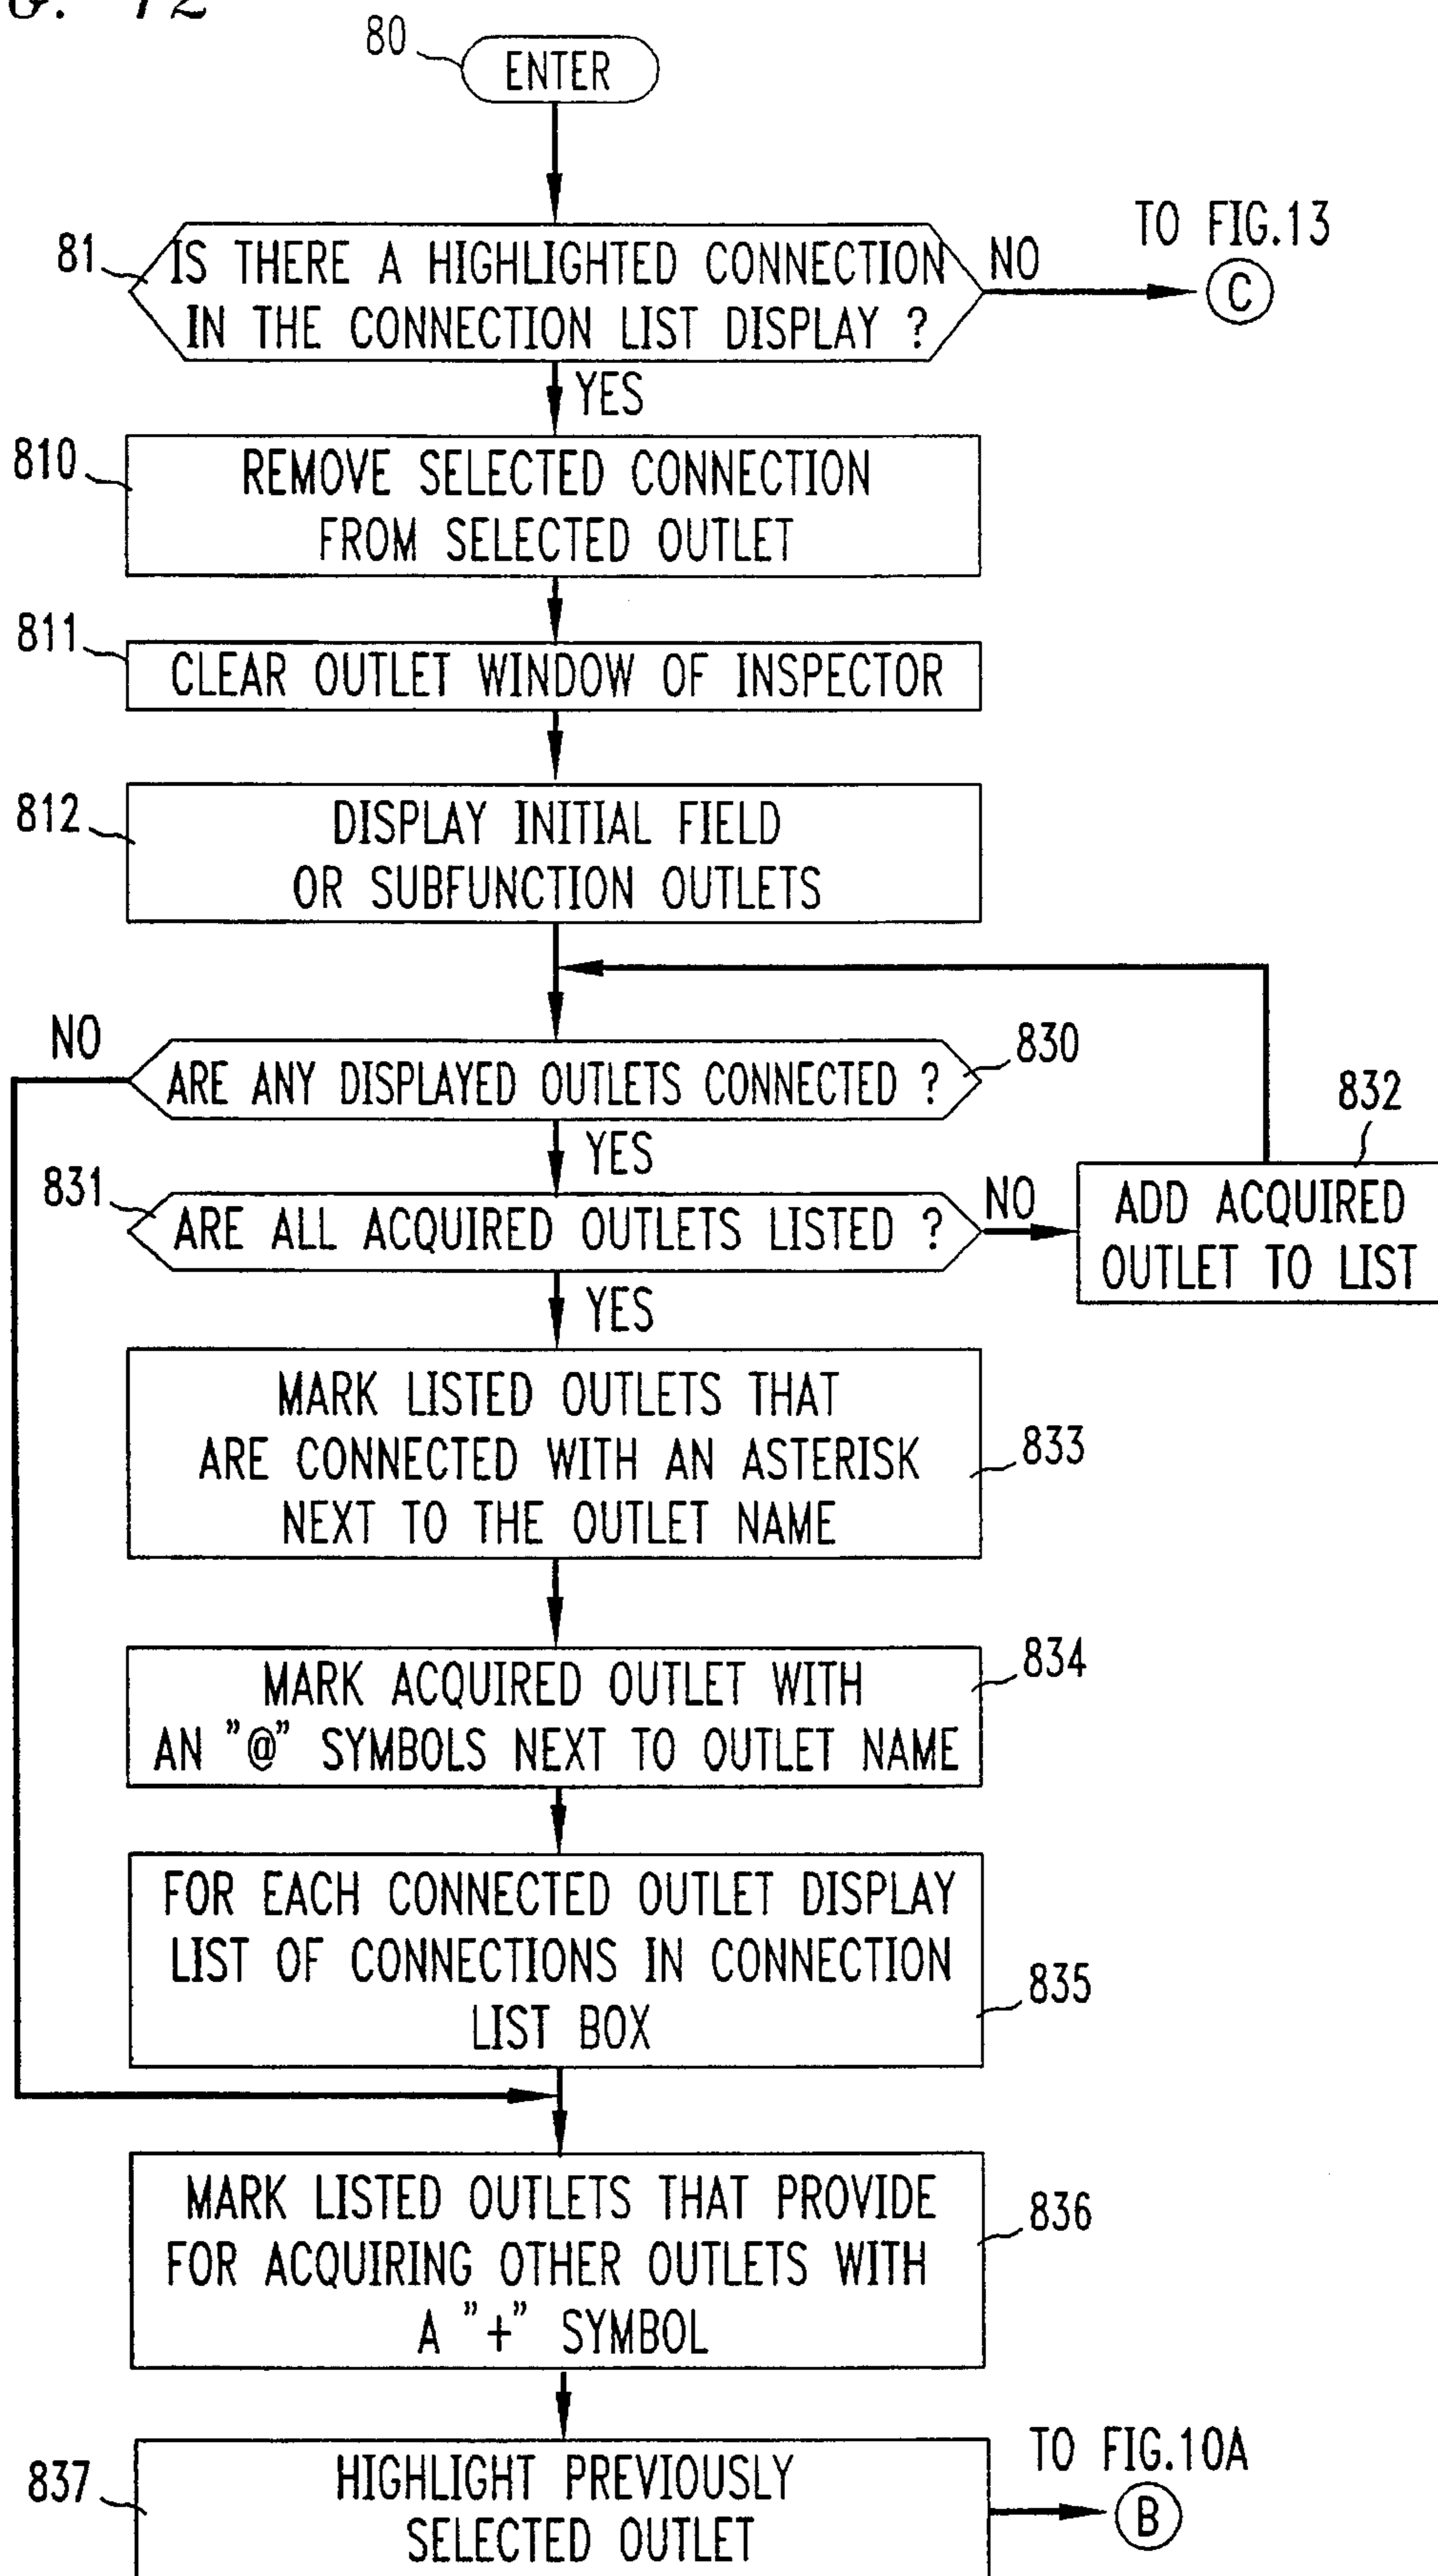 G. 12
80
ENTER
81
IS THERE A HIGHLIGHTED CONNECTION
IN THE CONNECTION LIST DISPLAY ?
NO
TO FIG.13
C
YES
810
REMOVE SELECTED CONNECTION
FROM SELECTED OUTLET
811
CLEAR OUTLET WINDOW OF INSPECTOR
812
DISPLAY INITIAL FIELD
OR SUBFUNCTION OUTLETS
NO
830
ARE ANY DISPLAYED OUTLETS CONNECTED ?
YES
831
ARE ALL ACQUIRED OUTLETS LISTED ?
NO
832
ADD ACQUIRED
OUTLET TO LIST
YES
MARK LISTED OUTLETS THAT
ARE CONNECTED WITH AN ASTERISK
NEXT TO THE OUTLET NAME
833
MARK ACQUIRED OUTLET WITH
AN "@" SYMBOLS NEXT TO OUTLET NAME
834
FOR EACH CONNECTED OUTLET DISPLAY
LIST OF CONNECTIONS IN CONNECTION
LIST BOX
835
MARK LISTED OUTLETS THAT PROVIDE
FOR ACQUIRING OTHER OUTLETS WITH
A "+" SYMBOL
836
837
HIGHLIGHT PREVIOUSLY
SELECTED OUTLET
TO FIG.10A
B